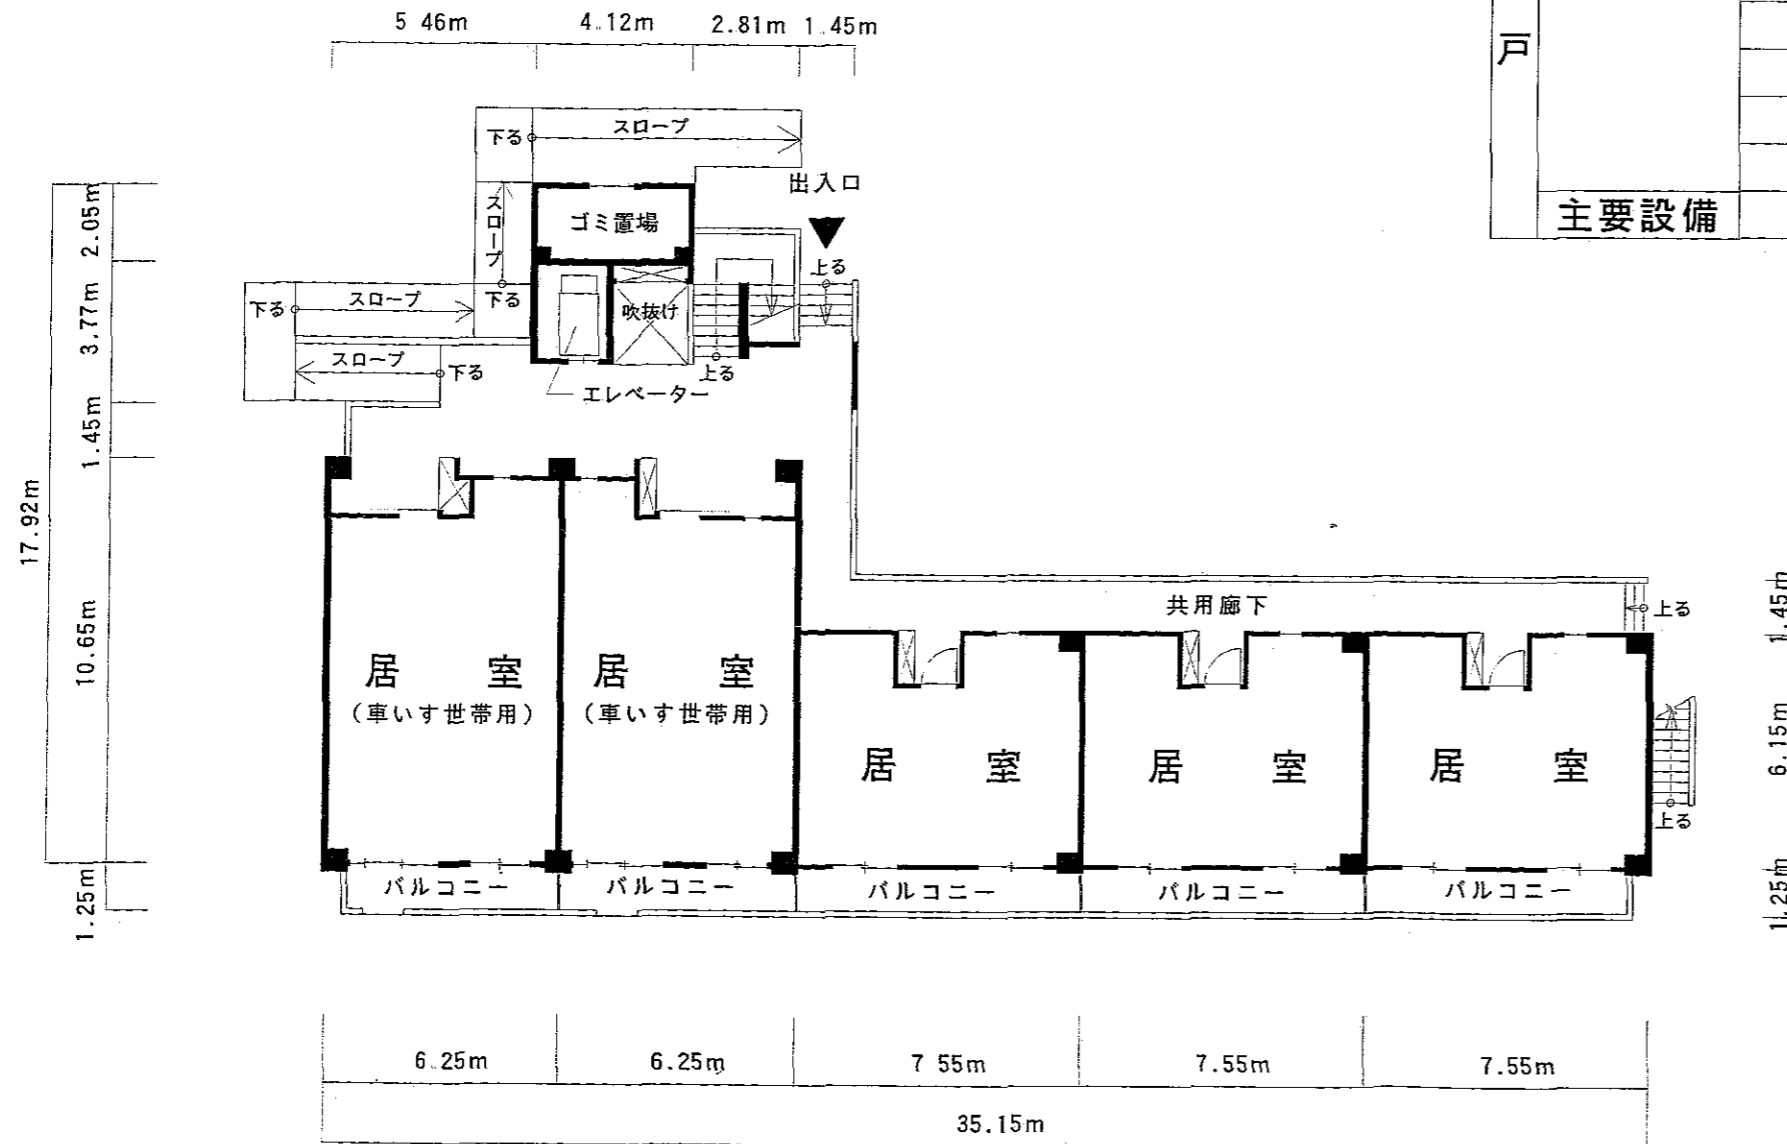 5 46m
4.12m
2.81m
1.45m
戸
主要設備
下る
スロープ
出入口
スロープ
ゴミ置場
上る
下る
スロープ
下る
吹抜け
スロープ
下る
上る
エレベーター
2.05m
3.77m
1.45m
17.92m
10.65m
1.25m
共用廊下
上る
居室
(車いす世帯用)
居室
(車いす世帯用)
居室
居室
居室
上る
バルコニー
バルコニー
バルコニー
バルコニー
バルコニー
1.45m
6.15m
1.25m
6.25m
6.25m
7 55m
7.55m
7.55m
35.15m